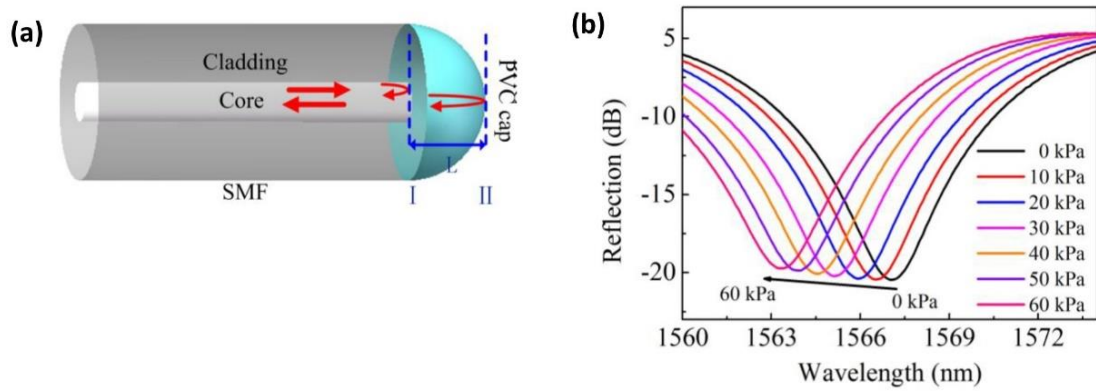 (a)
Cladding
Core
PVC cap
L
SMF
I
II
(b)
Reflection (dB)
5
-10
-15
-20
0 kPa
10 kPa
20 kPa
30 kPa
40 kPa
50 kPa
60 kPa
60 kPa
0 kPa
1560
1563
1566
1569
1572
Wavelength (nm)